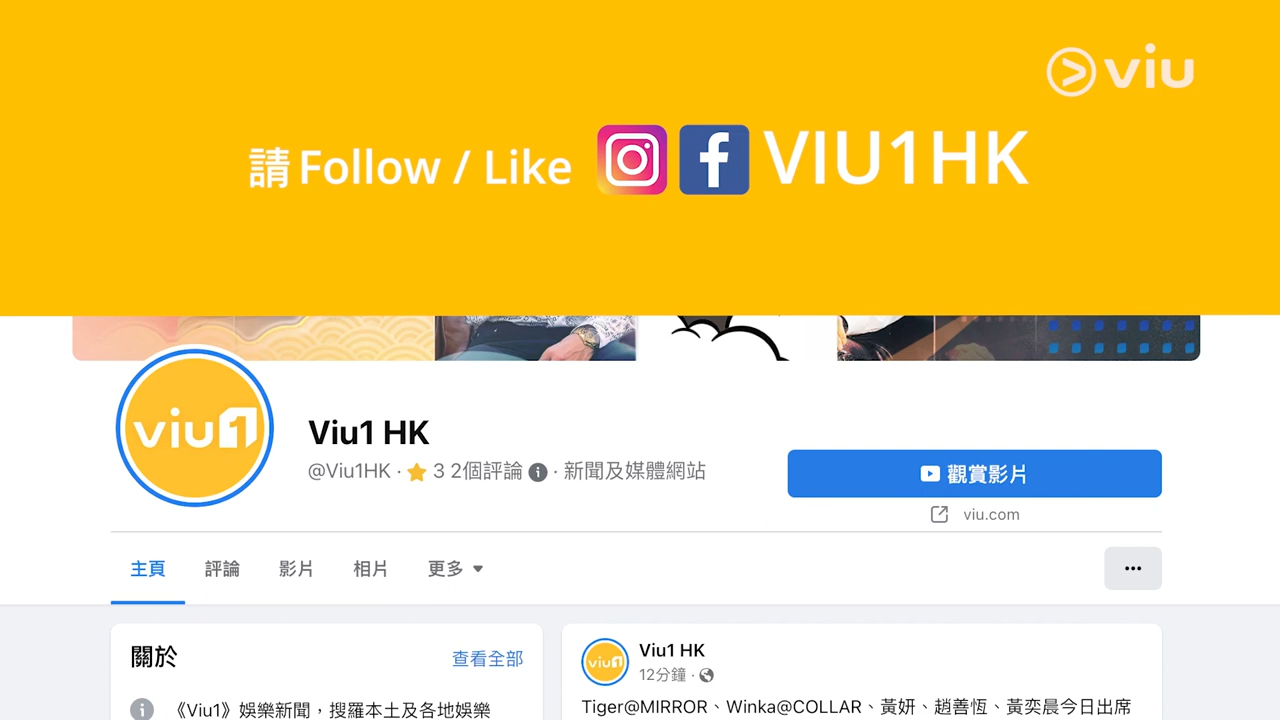 viu
請 Follow / Like VIU1HK
viu1
Viu1 HK
@Viu1HK · 3 2個評論 · 新聞及媒體網站
觀賞影片
viu.com
主頁 評論 影片 相片 更多
關於 查看全部
《Viu1》娛樂新聞，搜羅本土及各地娛樂
viu1
Viu1 HK
12分鐘 ·
Tiger@MIRROR、Winka@COLLAR、黃妍、趙善恆、黃奕晨今日出席